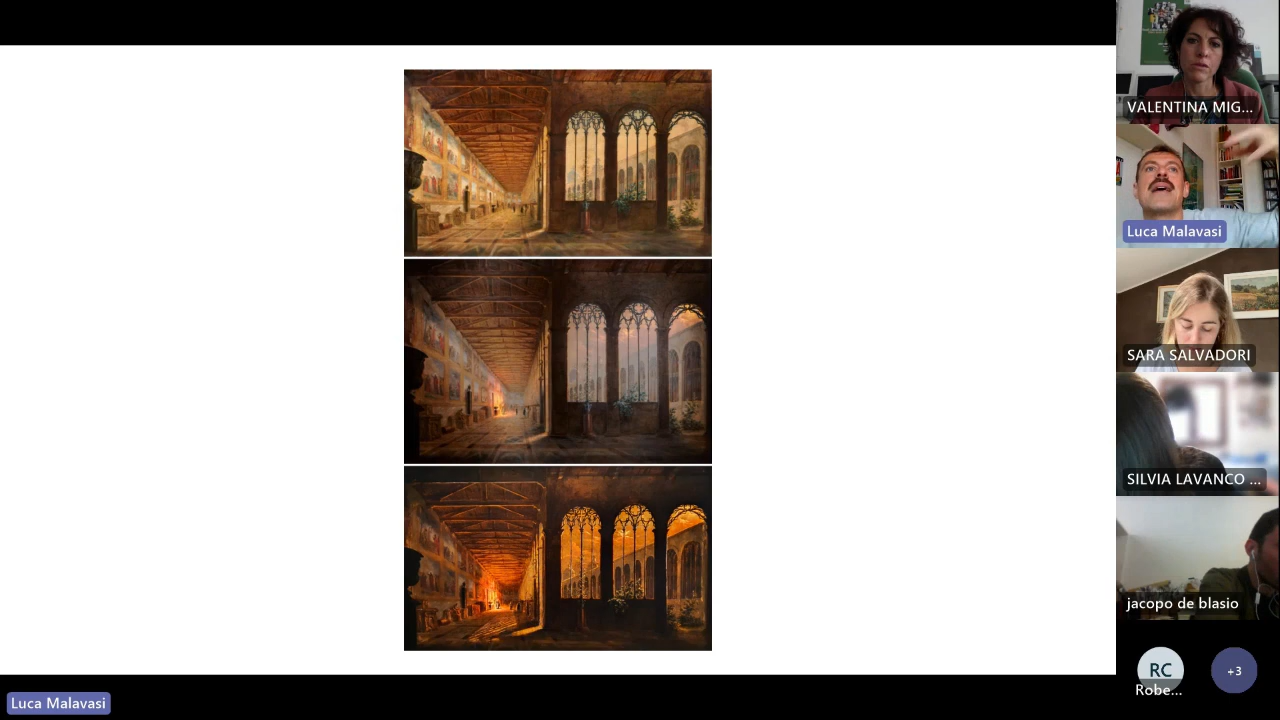 VALENTINA MIG...
Luca Malavasi
SARA SALVADORI
SILVIA LAVANCO ...
jacopo de blasio
RC
Robe...
+3
Luca Malavasi